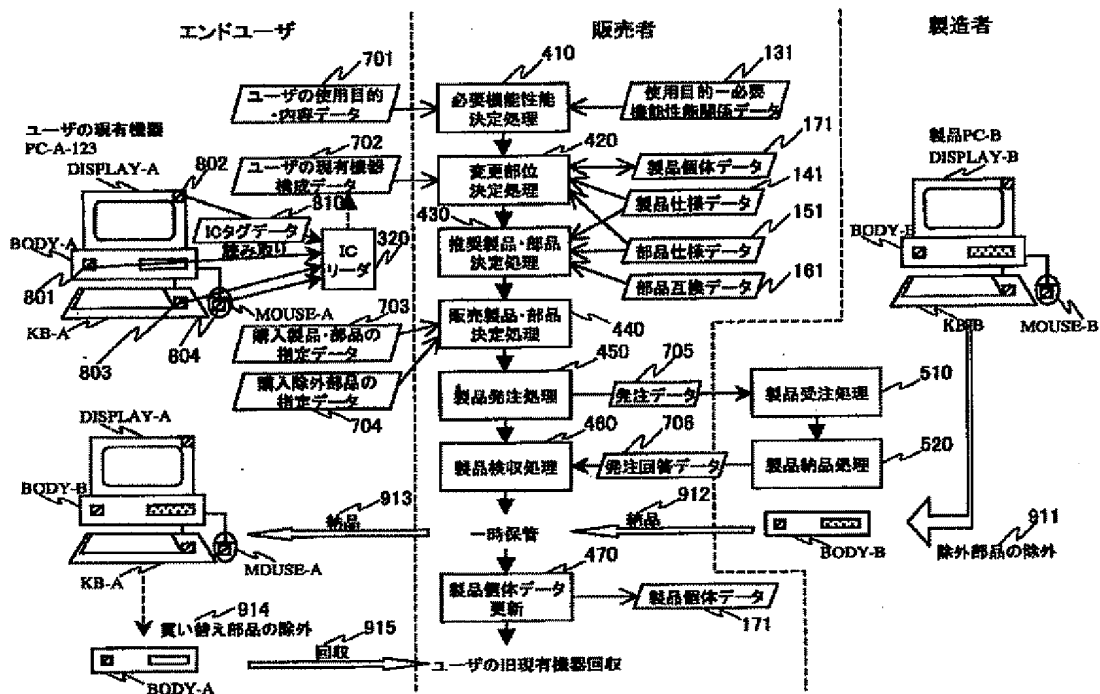 エンドユーザ
販売者
製造者
701
ユーザの使用目的
・内容データ
410
必要機能性能
決定処理
131
使用目的－必要
機能性能関係データ
ユーザの現有機器
PC-A-123
DISPLAY-A
802
702
ユーザの現有機器
構成データ
420
変更部位
決定処理
171
製品個体データ
141
製品仕様データ
製品PC-B
DISPLAY-B
810
ICタグデータ
読み取り
IC
リーダ
320
430
推奨製品・部品
決定処理
151
部品仕様データ
161
部品互換データ
BODY-A
801
KB-A
803
804
MOUSE-A
BODY-B
KB-B
MOUSE-B
703
購入製品・部品の
指定データ
440
販売製品・部品
決定処理
購入除外部品の
指定データ
704
450
製品発注処理
705
発注データ
510
製品受注処理
460
製品検収処理
706
発注回答データ
520
製品納品処理
DISPLAY-A
BODY-B
KB-A
MOUSE-A
913
納品
一時保管
912
納品
BODY-B
911
除外部品の除外
470
製品個体データ
更新
製品個体データ
171
914
買い替え部品の除外
915
回収
ユーザの旧現有機器回収
BODY-A